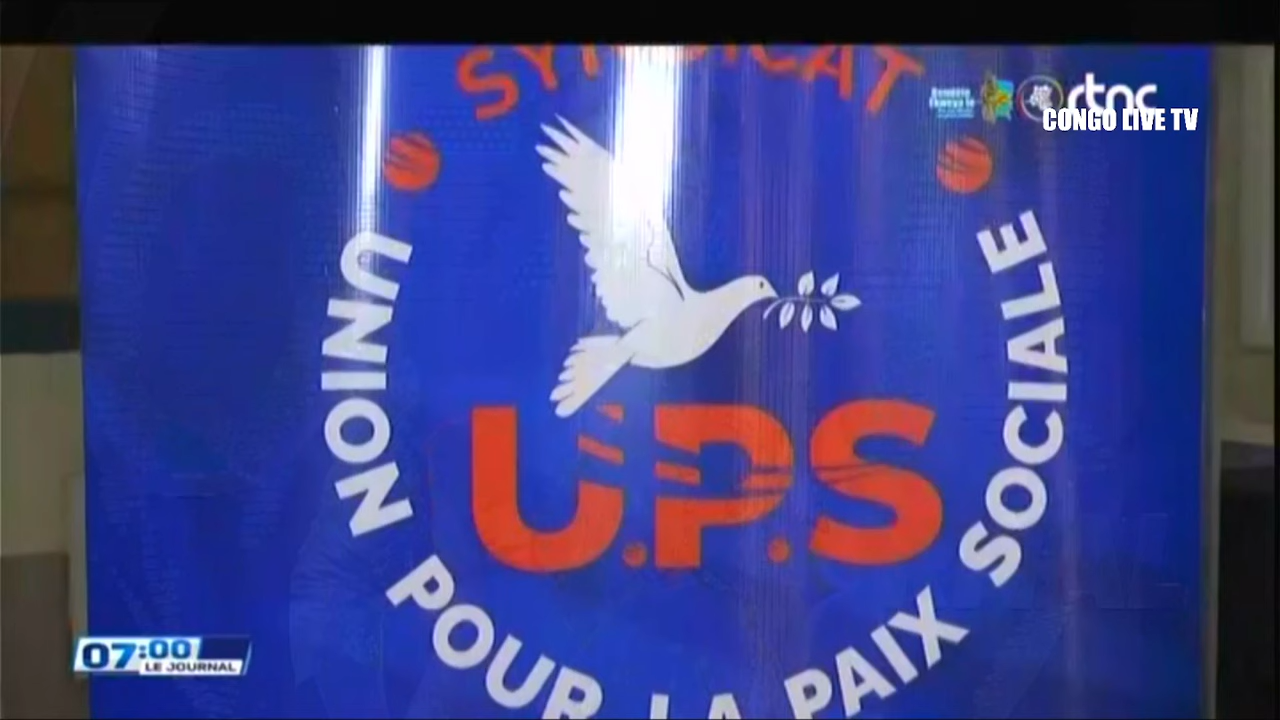 SYNDICAT
rtnc
CONGO LIVE TV
UNION POUR LA PAIX SOCIALE
U.P.S
07:00
LE JOURNAL